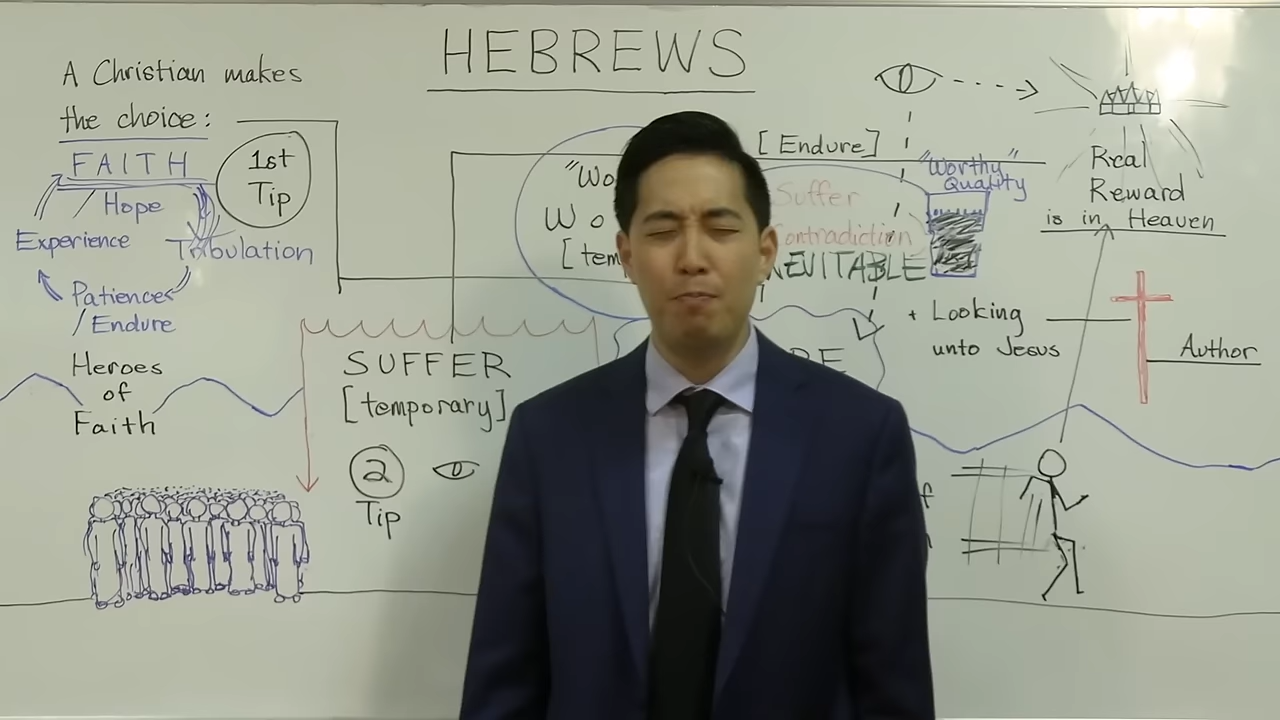 HEBREWS
A Christian makes
the choice:
FAITH
/Hope
Experience
Tribulation
Patiences
/Endure
1st
Tip
Heroes
of
Faith
SUFFER
[temporary]
2
Tip
[Endure]
Suffer
Contradiction
"Worthy"
Quality
+ Looking
unto Jesus
Real
Reward
is in Heaven
Author